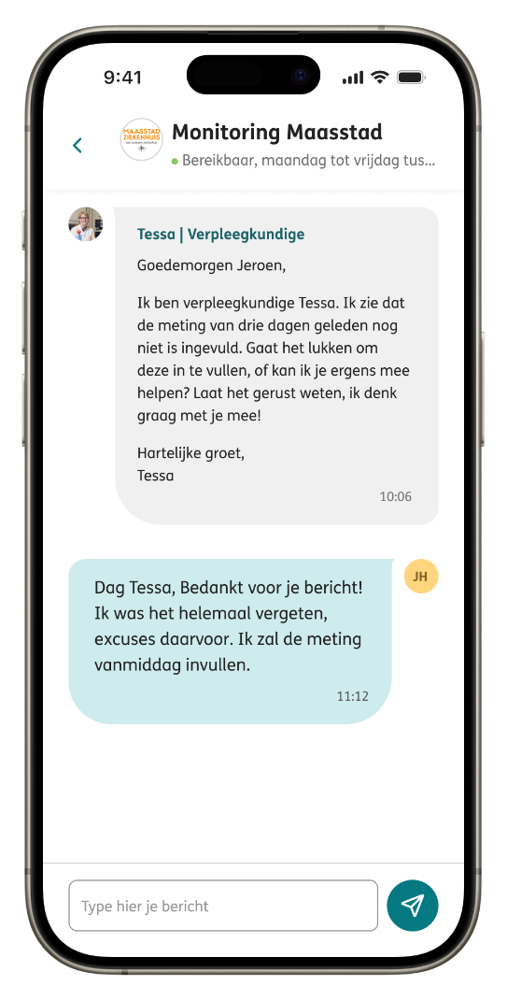 9:41
MAASSTAD
ZIEKENHUIS
Monitoring Maasstad
Bereikbaar, maandag tot vrijdag tus...
Tessa | Verpleegkundige
Goedemorgen Jeroen,
Ik ben verpleegkundige Tessa. Ik zie dat
de meting van drie dagen geleden nog
niet is ingevuld. Gaat het lukken om
deze in te vullen, of kan ik je ergens mee
helpen? Laat het gerust weten, ik denk
graag met je mee!
Hartelijke groet,
Tessa
10:06
JH
Dag Tessa, Bedankt voor je bericht!
Ik was het helemaal vergeten,
excuses daarvoor. Ik zal de meting
vanmiddag invullen.
11:12
Type hier je bericht